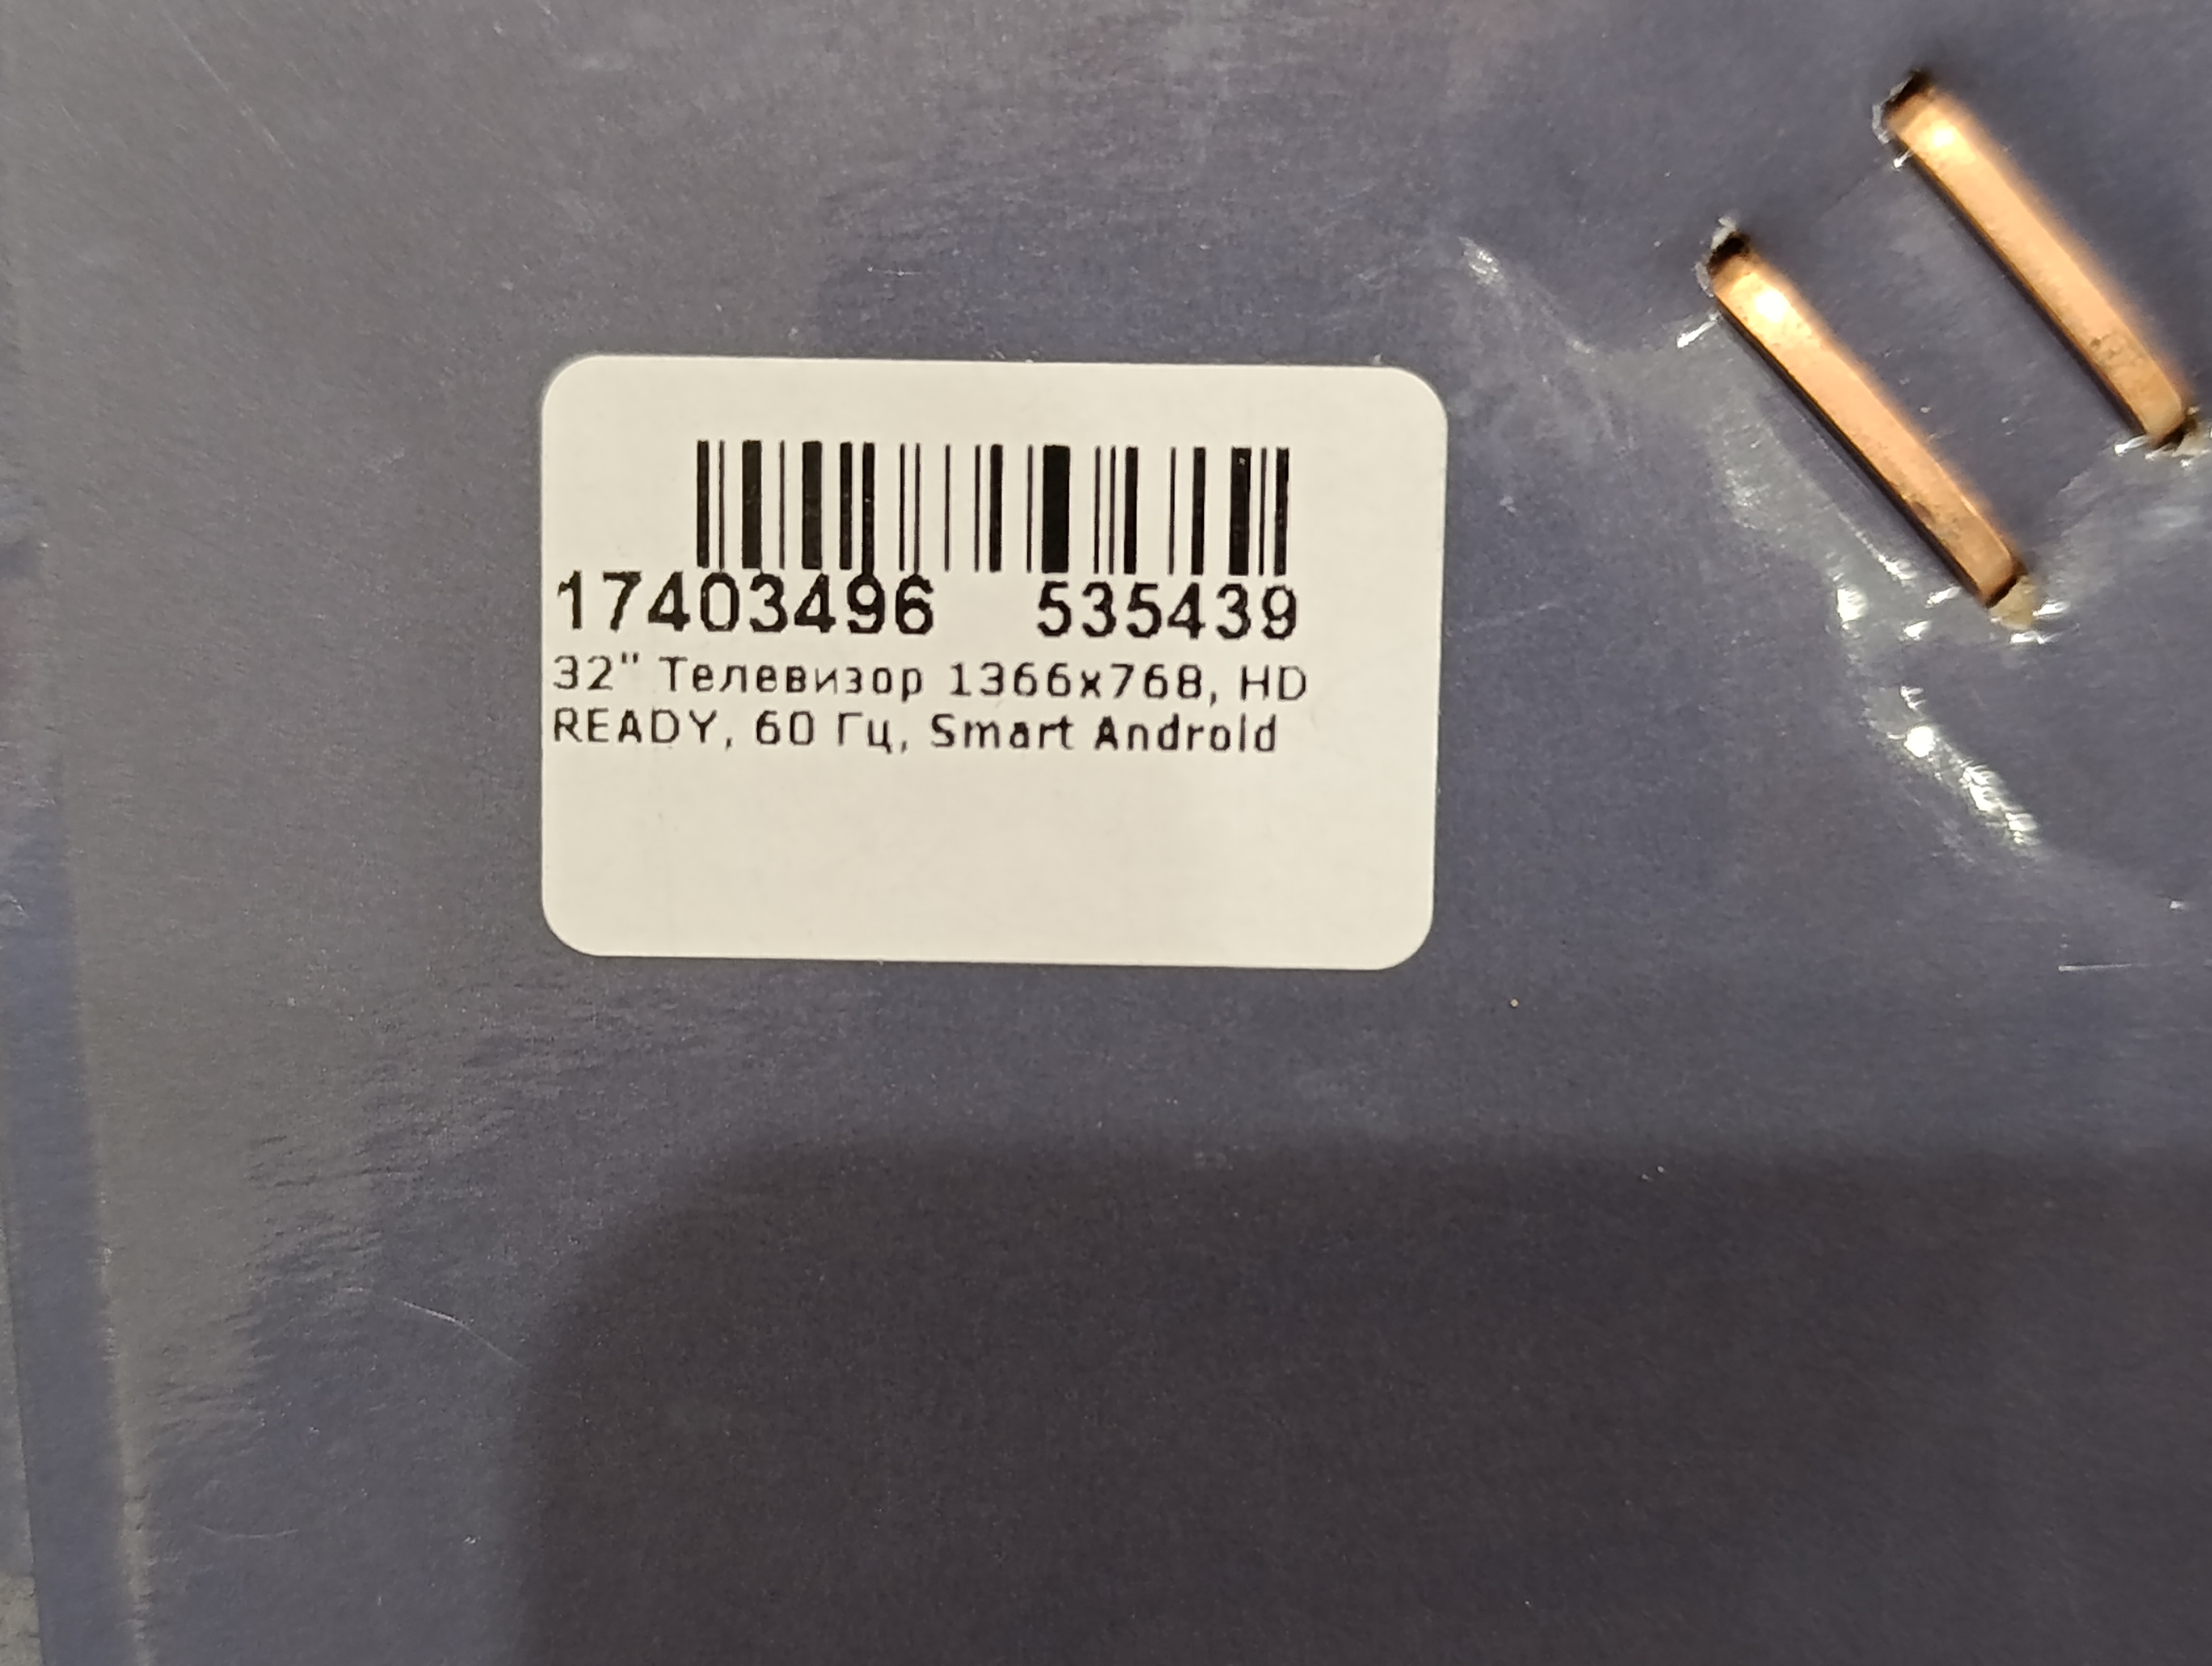 17403496 535439
32" Телевизор 1366x768, HD
READY, 60 Гц, Smart Android